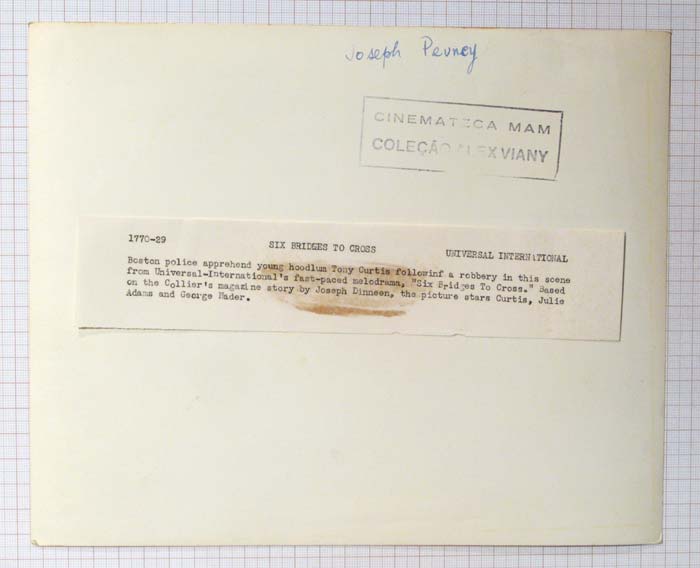 Joseph Pevney
CINEMATECA MAM
COLEÇÃO ALEX VIANY
1770-29 SIX BRIDGES TO CROSS UNIVERSAL INTERNATIONAL
Boston police apprehend young hoodlum Tony Curtis followinf a robbery in this scene
from Universal-International's fast-paced melodrama, "Six Bridges To Cross." Based
on the Collier's magazine story by Joseph Dinneen, the picture stars Curtis, Julie
Adams and George Nader.